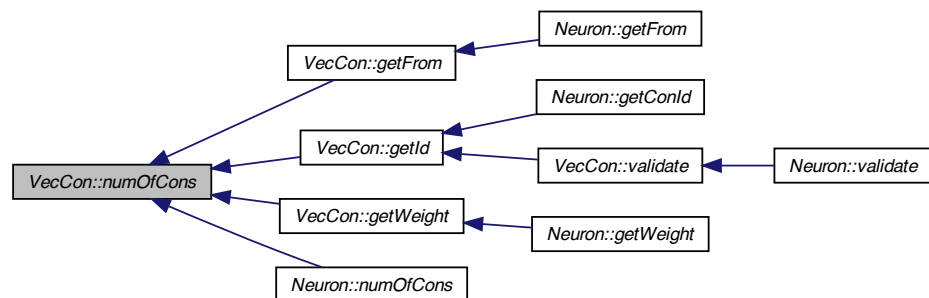 Neuron::getFrom
VecCon::getFrom
Neuron::getConId
VecCon::getId
VecCon::validate
Neuron::validate
VecCon::numOfCons
VecCon::getWeight
Neuron::getWeight
Neuron::numOfCons